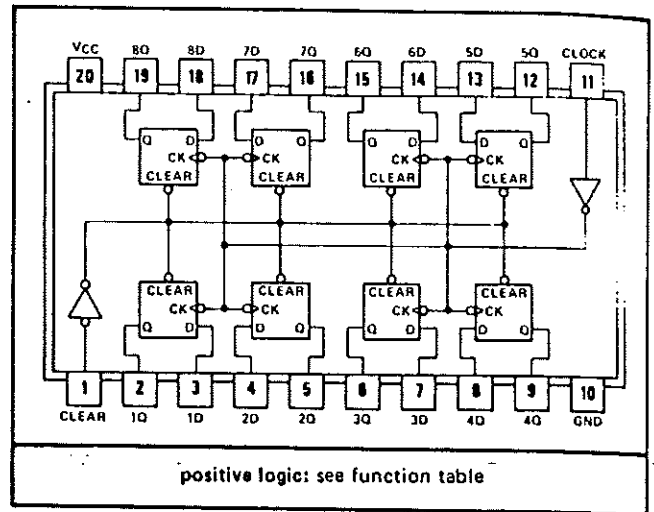 VCC 8Q 8D 7D 7Q 6Q 6D 5D 5Q CLOCK
20 19 18 17 16 15 14 13 12 11
Q D D Q Q D D Q
CK CK CK CK
CLEAR CLEAR CLEAR CLEAR
CLEAR CLEAR CLEAR CLEAR
CK CK CK CK
Q D D Q Q D D Q
1 2 3 4 5 6 7 8 9 10
CLEAR 1Q 1D 2D 2Q 3Q 3D 4D 4Q GND
positive logic: see function table